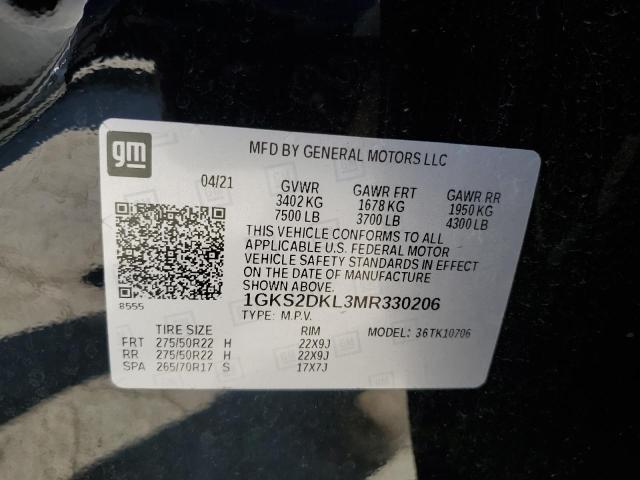 gm
MFD BY GENERAL MOTORS LLC
04/21 GVWR GAWR FRT GAWR RR
3402 KG 1678 KG 1950 KG
7500 LB 3700 LB 4300 LB
THIS VEHICLE CONFORMS TO ALL
APPLICABLE U.S. FEDERAL MOTOR
VEHICLE SAFETY STANDARDS IN EFFECT
ON THE DATE OF MANUFACTURE
SHOWN ABOVE.
8555
1GKS2DKL3MR330206
TYPE: M.P.V.
TIRE SIZE RIM MODEL: 36TK10706
FRT 275/50R22 H 22X9J
RR 275/50R22 H 22X9J
SPA 265/70R17 S 17X7J